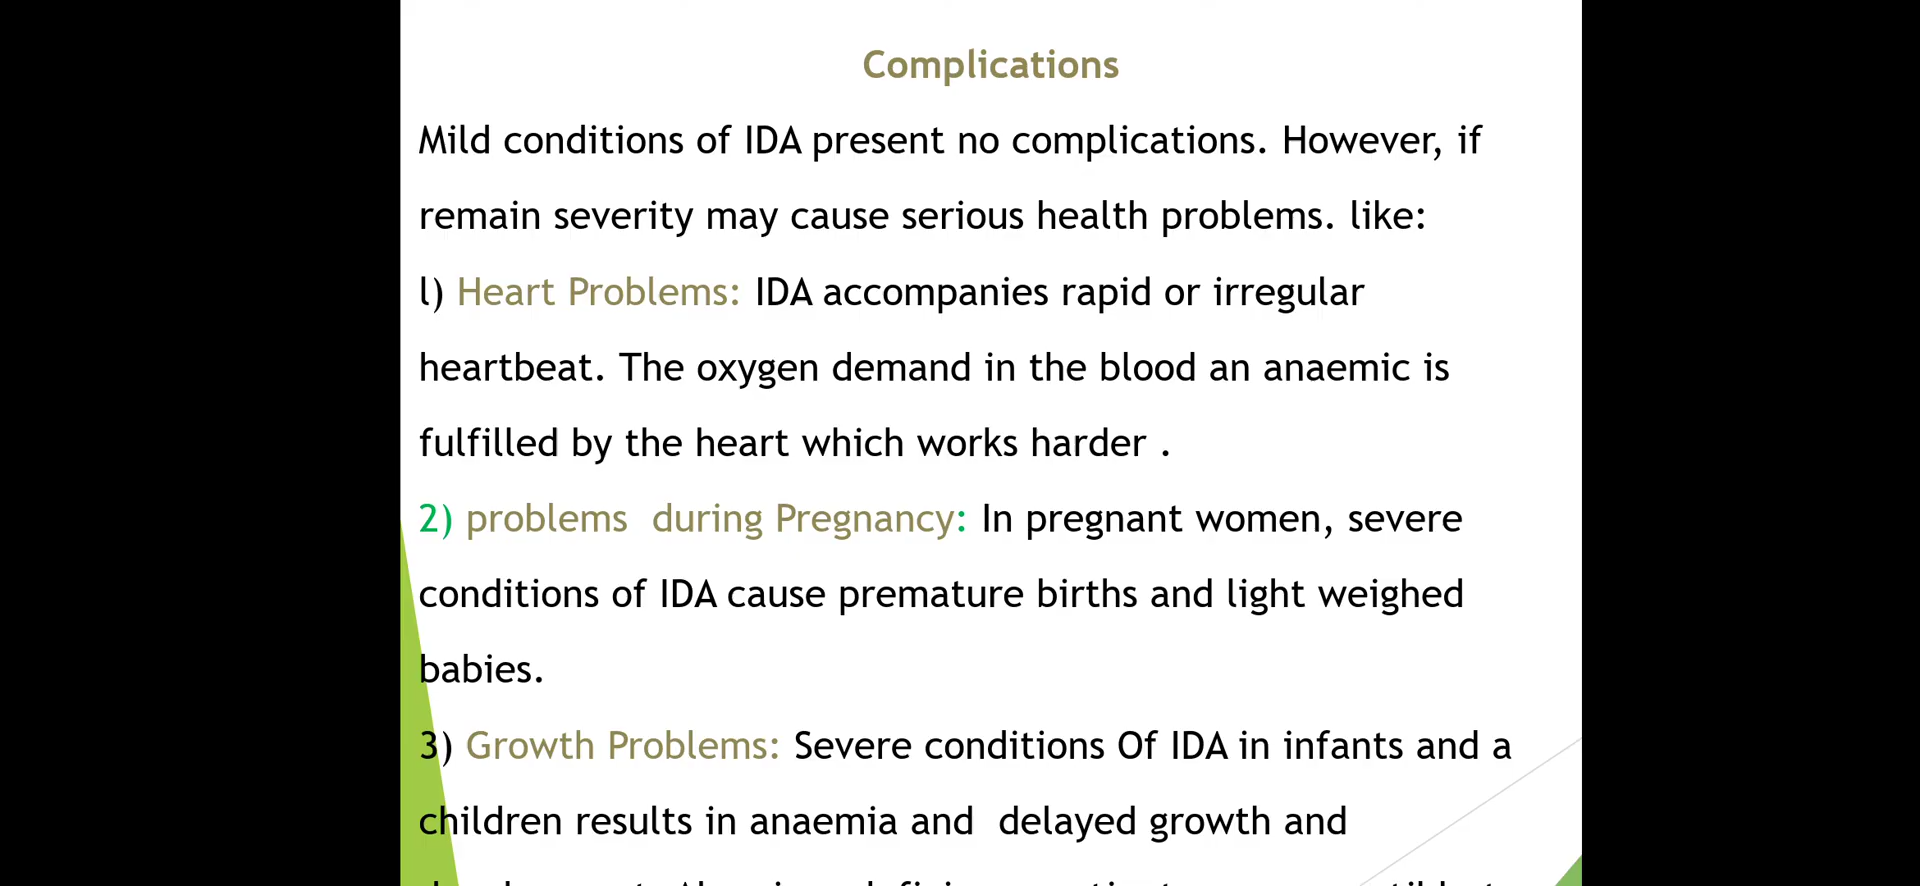 Complications
Mild conditions of IDA present no complications. However, if
remain severity may cause serious health problems. like:
l) Heart Problems: IDA accompanies rapid or irregular
heartbeat. The oxygen demand in the blood an anaemic is
fulfilled by the heart which works harder .
2) problems during Pregnancy: In pregnant women, severe
conditions of IDA cause premature births and light weighed
babies.
3) Growth Problems: Severe conditions Of IDA in infants and a
children results in anaemia and delayed growth and